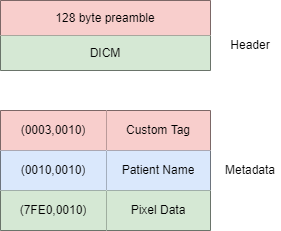 128 byte preamble
DICM
Header
(0003,0010) Custom Tag
(0010,0010) Patient Name
Metadata
(7FE0,0010) Pixel Data